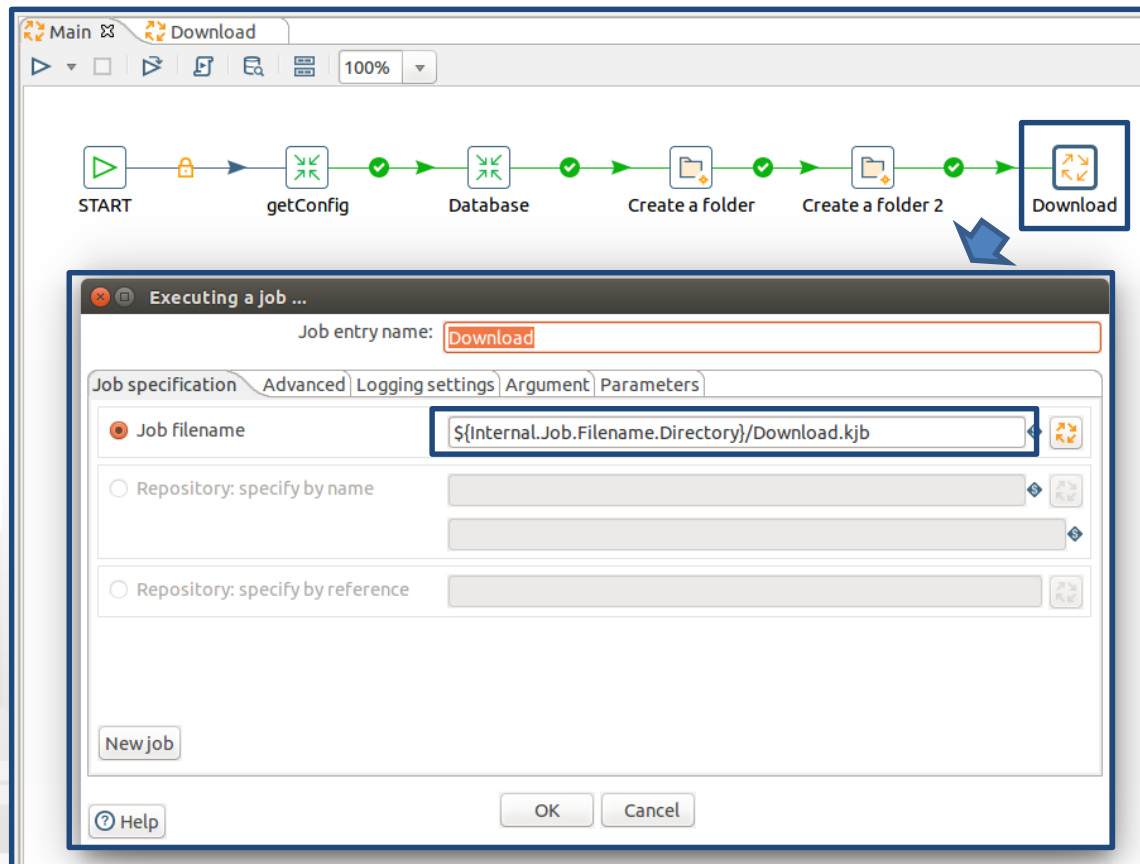 Main Download
100%
START getConfig Database Create a folder Create a folder 2 Download
Executing a job ...
Job entry name: Download
Job specification Advanced Logging settings Argument Parameters
Job filename ${Internal.Job.Filename.Directory}/Download.kjb
Repository: specify by name
Repository: specify by reference
New job
OK Cancel
Help